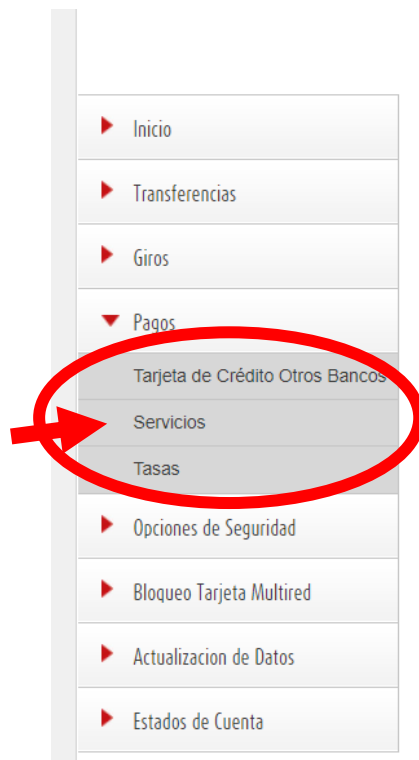 Inicio
Transferencias
Giros
Pagos
Tarjeta de Crédito Otros Bancos
Servicios
Tasas
Opciones de Seguridad
Bloqueo Tarjeta Multired
Actualizacion de Datos
Estados de Cuenta